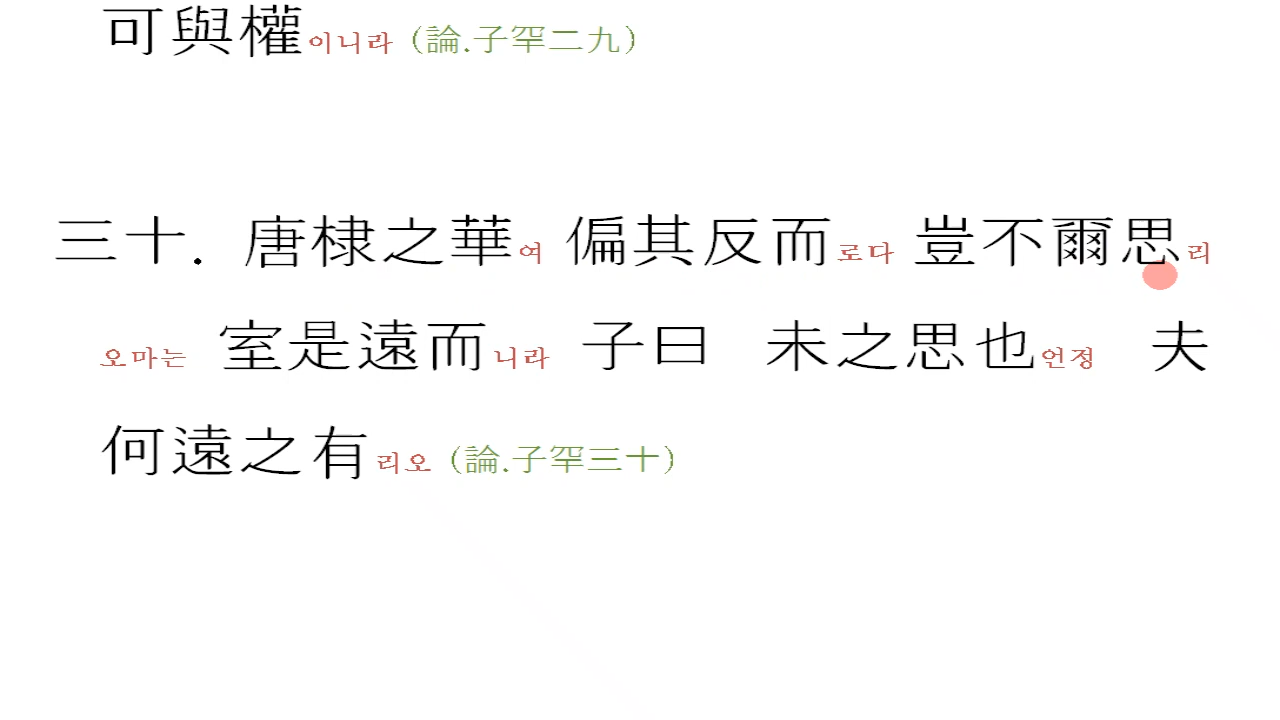 可與權이니라 (論.子罕二九)
三十. 唐棣之華여 偏其反而로다 豈不爾思리
오마는 室是遠而니라 子曰 未之思也언정 夫
何遠之有리오 (論.子罕三十)